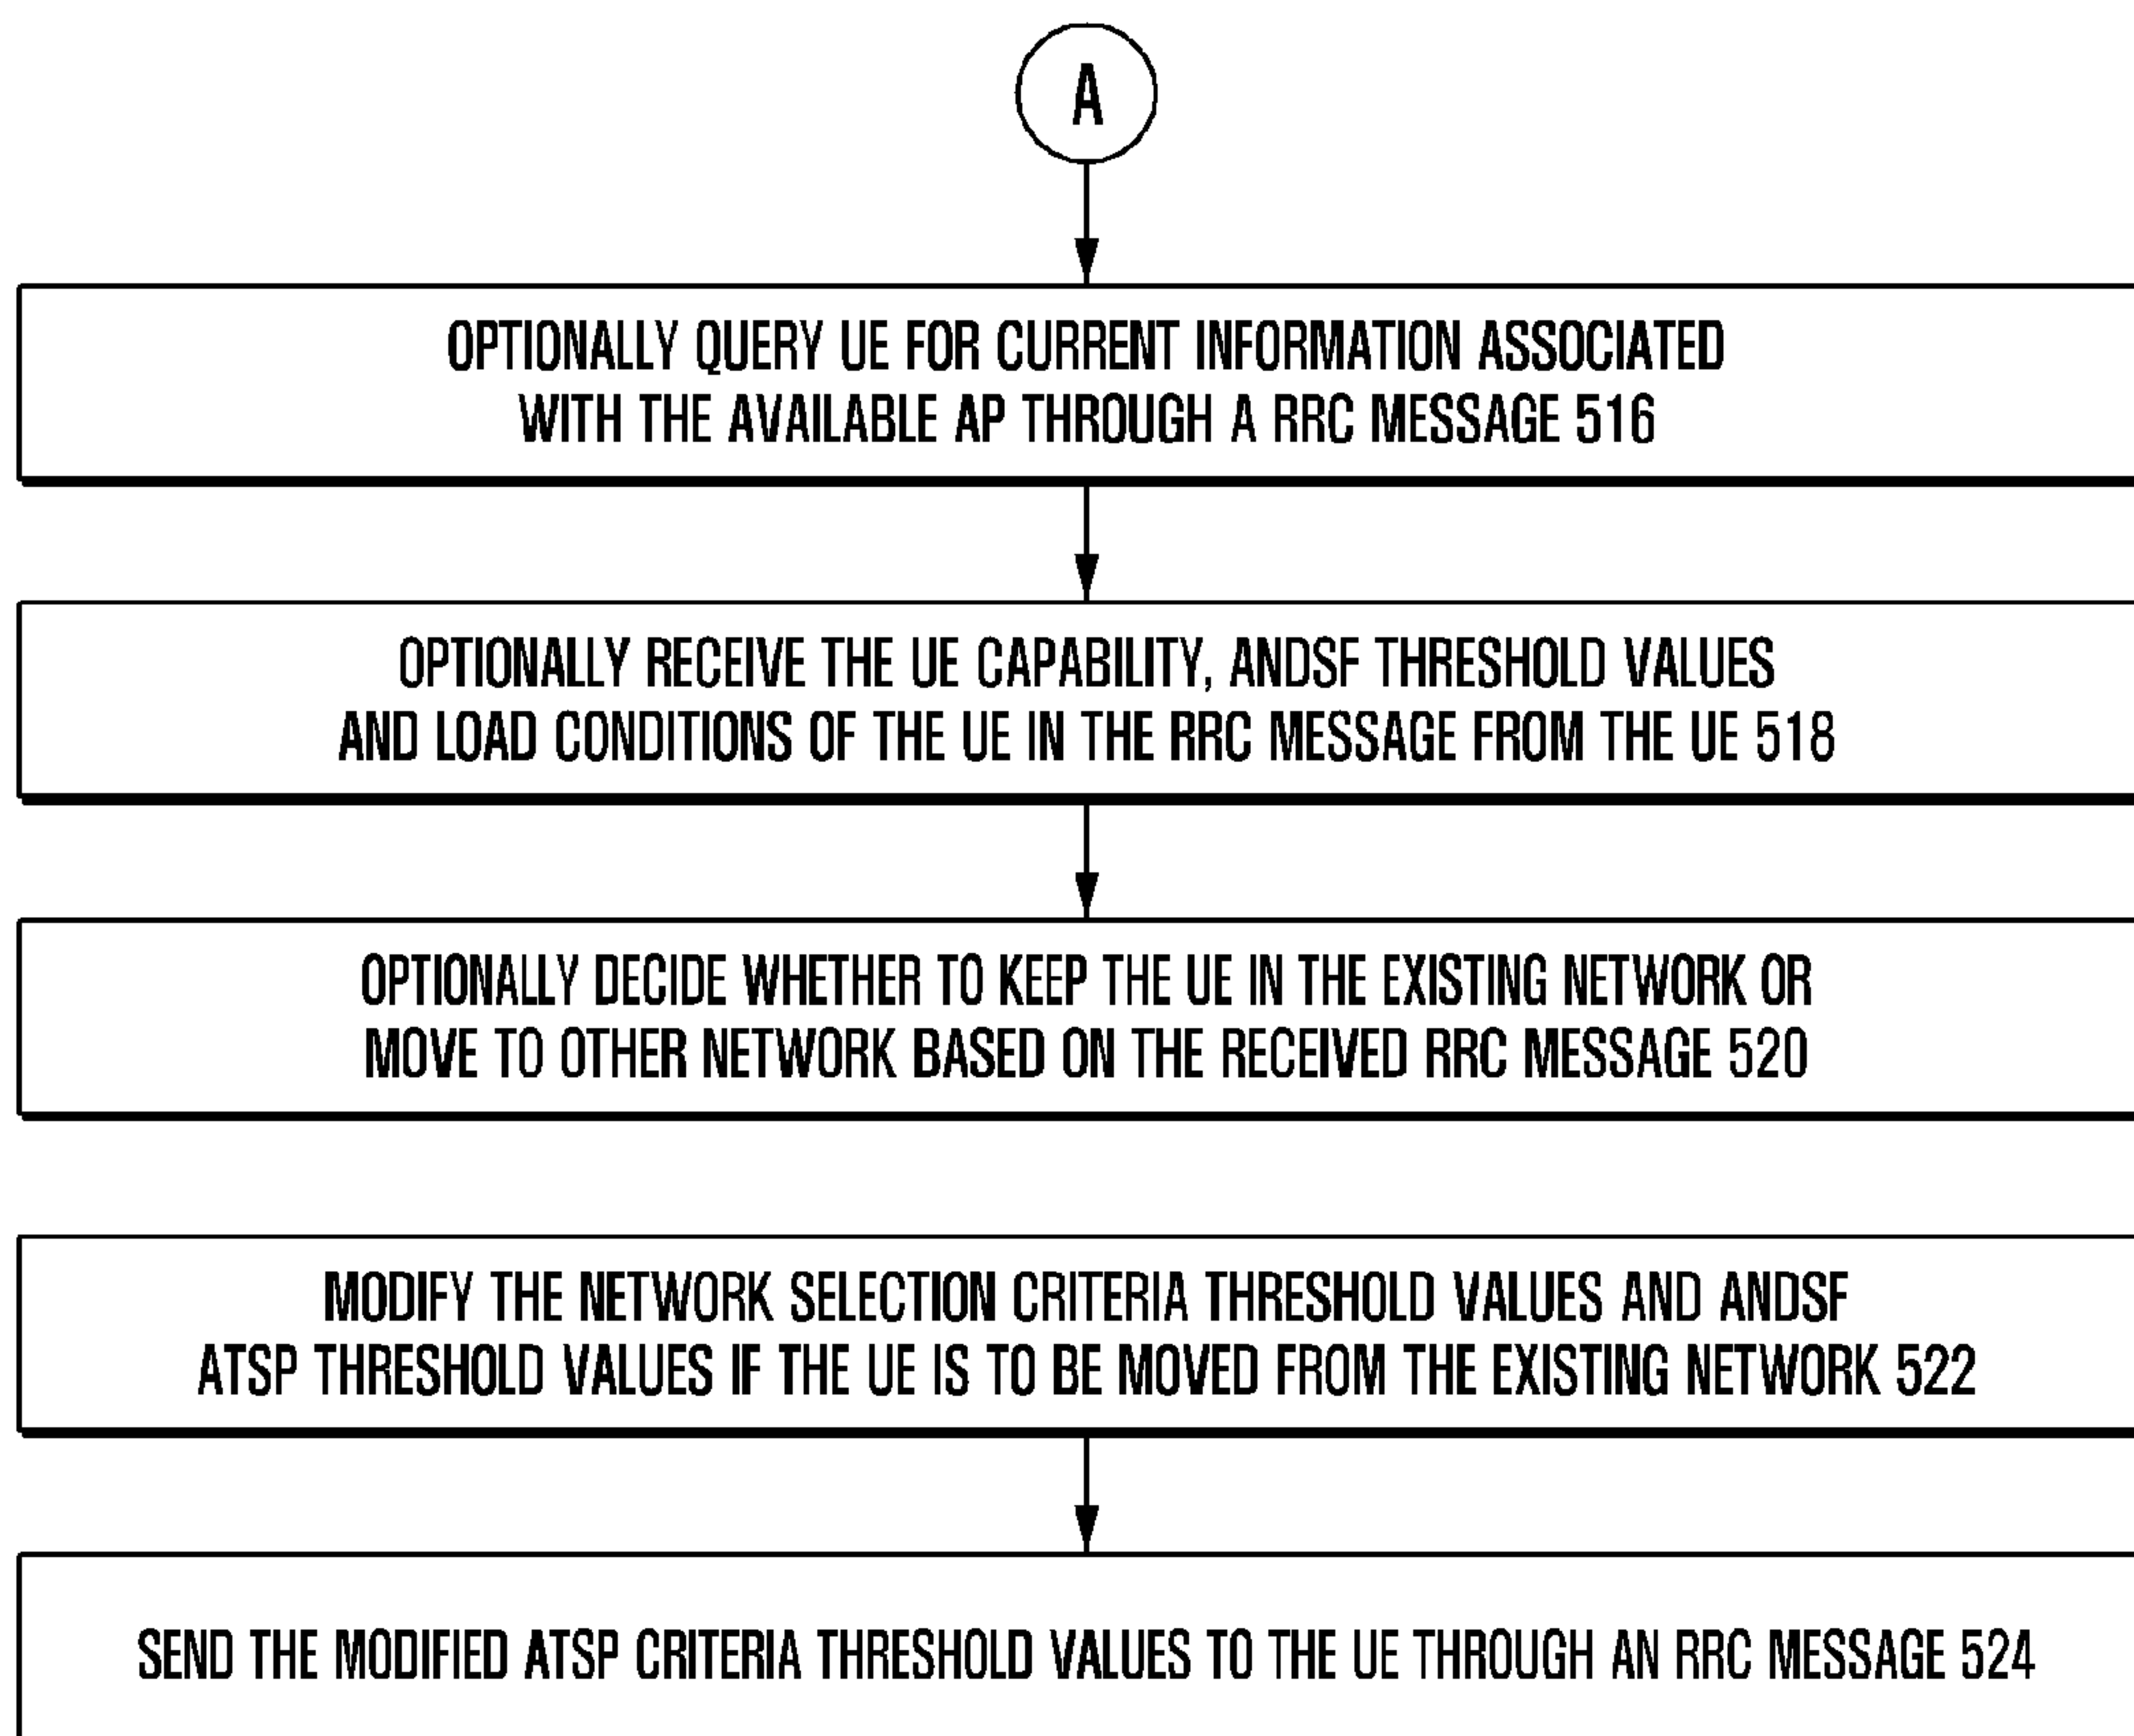 A
OPTIONALLY QUERY UE FOR CURRENT INFORMATION ASSOCIATED
WITH THE AVAILABLE AP THROUGH A RRC MESSAGE 516
OPTIONALLY RECEIVE THE UE CAPABILITY, ANDSF THRESHOLD VALUES
AND LOAD CONDITIONS OF THE UE IN THE RRC MESSAGE FROM THE UE 518
OPTIONALLY DECIDE WHETHER TO KEEP THE UE IN THE EXISTING NETWORK OR
MOVE TO OTHER NETWORK BASED ON THE RECEIVED RRC MESSAGE 520
MODIFY THE NETWORK SELECTION CRITERIA THRESHOLD VALUES AND ANDSF
ATSP THRESHOLD VALUES IF THE UE IS TO BE MOVED FROM THE EXISTING NETWORK 522
SEND THE MODIFIED ATSP CRITERIA THRESHOLD VALUES TO THE UE THROUGH AN RRC MESSAGE 524